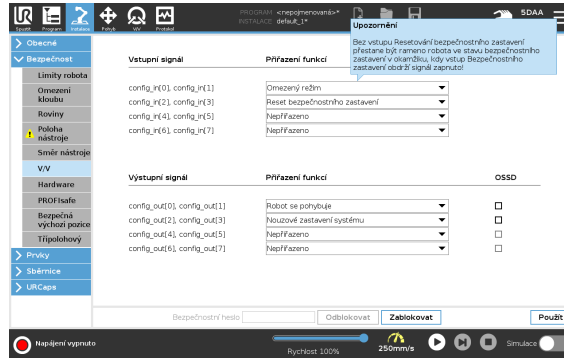 Spustit Program Instalace Pohyb V/V Protokol
PROGRAM <nepojmenovaná>*
INSTALACE default_1*
5DAA
Upozornění
Bez vstupu Resetování bezpečnostního zastavení
přestane být rameno robota ve stavu bezpečnostního
zastavení v okamžiku, kdy vstup Bezpečnostního
zastavení obdrží signál zapnuto!
Obecné
Bezpečnost
Limity robota
Omezení
kloubu
Roviny
Poloha
nástroje
Směr nástroje
V/V
Hardware
PROFIsafe
Bezpečná
výchozí pozice
Třípolohový
Prvky
Sběrnice
URCaps
Vstupní signál Přiřazení funkcí
config_in[0], config_in[1] Omezený režim
config_in[2], config_in[3] Reset bezpečnostního zastavení
config_in[4], config_in[5] Nepřiřazeno
config_in[6], config_in[7] Nepřiřazeno
Výstupní signál Přiřazení funkcí OSSD
config_out[0], config_out[1] Robot se pohybuje
config_out[2], config_out[3] Nouzové zastavení systému
config_out[4], config_out[5] Nepřiřazeno
config_out[6], config_out[7] Nepřiřazeno
Bezpečnostní heslo Odblokovat Zablokovat Použít
Napájení vypnuto
Rychlost 100%
250mm/s
Simulace